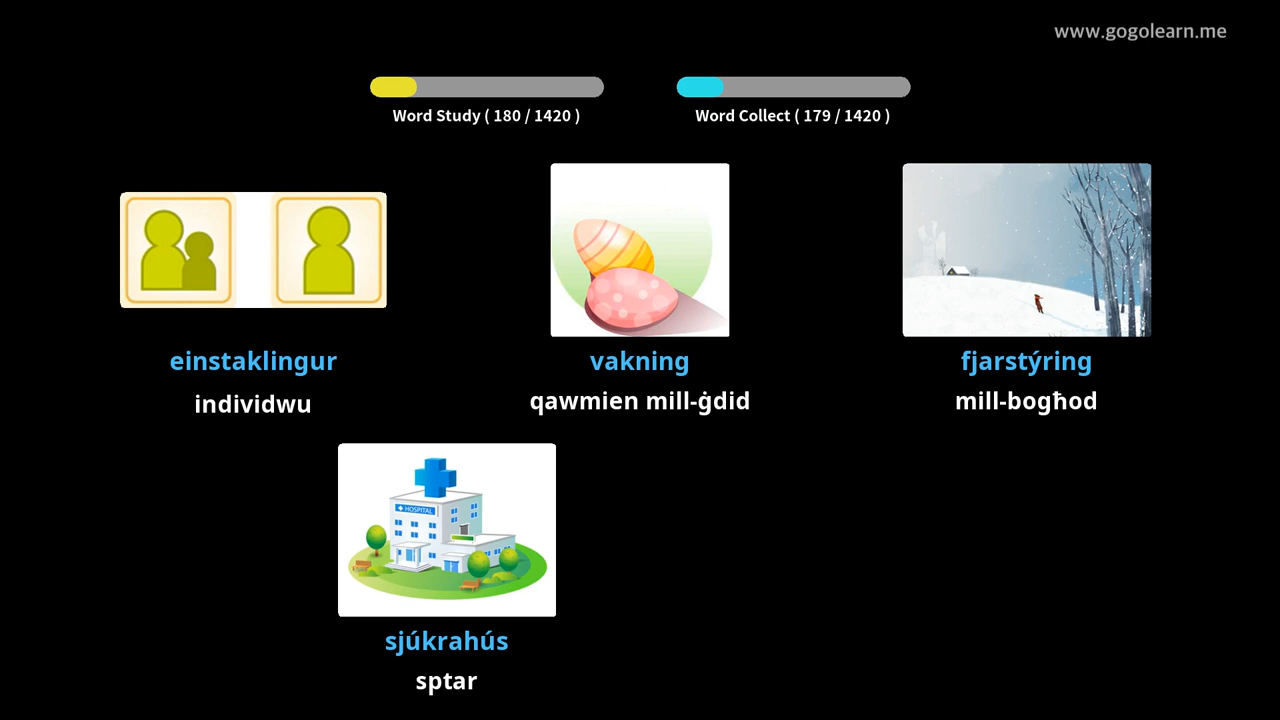 www.gogolearn.me
Word Study ( 180 / 1420 )
Word Collect ( 179 / 1420 )
einstaklingur
individwu
vakning
qawmien mill-ġdid
fjarstýring
mill-bogħod
HOSPITAL
sjúkrahús
sptar